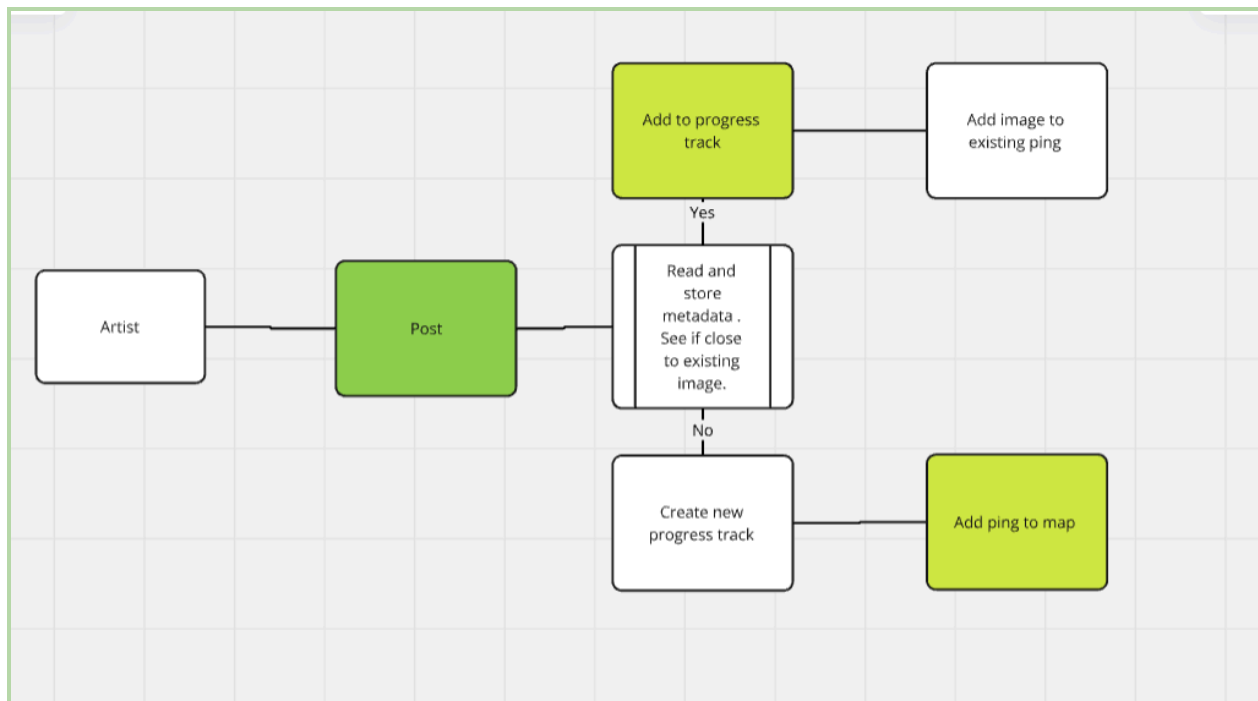 Add to progress
track
Add image to
existing ping
Yes
Artist
Post
Read and
store
metadata .
See if close
to existing
image.
No
Create new
progress track
Add ping to map